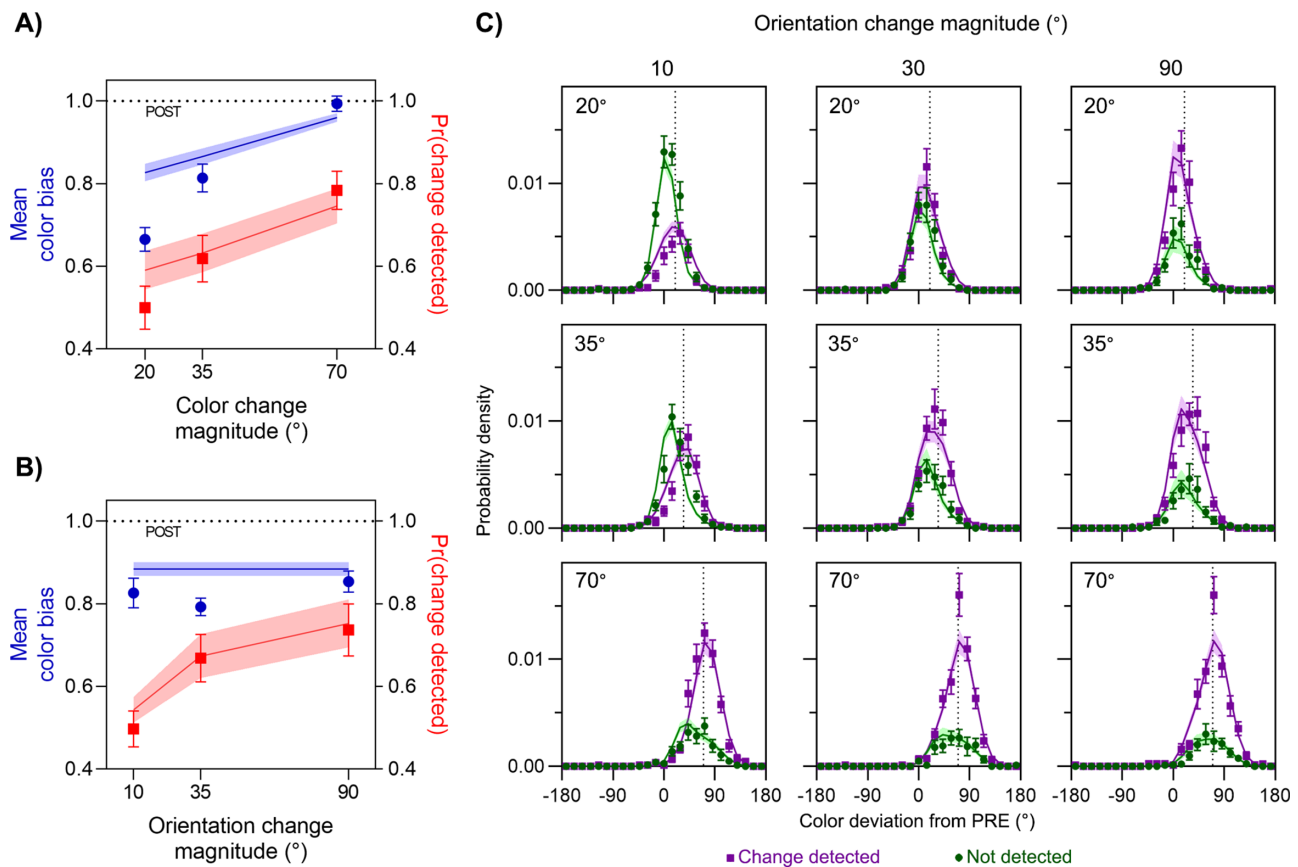 A)
1.0
0.8
0.6
0.4
Mean
color bias
POST
1.0
0.8
0.6
0.4
Pr(change detected)
20
35
70
Color change
magnitude (°)
B)
1.0
0.8
0.6
0.4
Mean
color bias
POST
1.0
0.8
0.6
0.4
Pr(change detected)
10
35
90
Orientation change
magnitude (°)
C)
Orientation change magnitude (°)
10
30
90
Probability density
0.01
0.00
20°
20°
20°
0.01
0.00
35°
35°
35°
0.01
0.00
70°
70°
70°
-180 -90 0 90 180
-180 -90 0 90 180
-180 -90 0 90 180
Color deviation from PRE (°)
Change detected
Not detected